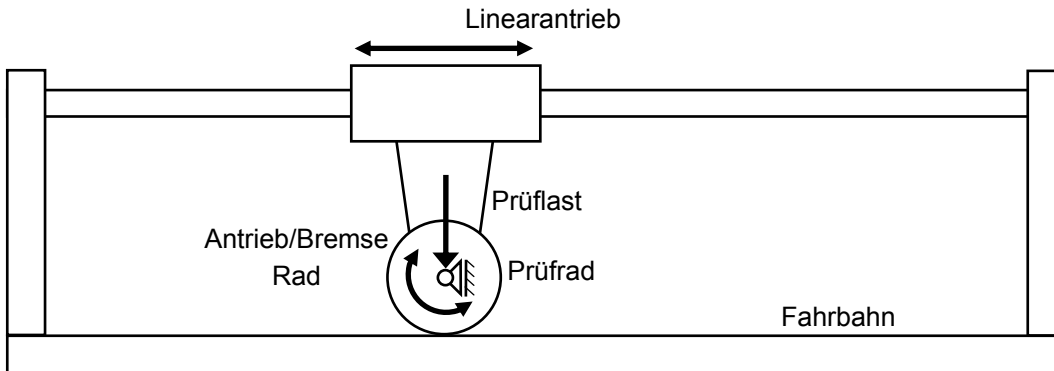 Linearantrieb
Prüflast
Antrieb/Bremse
Rad
Prüfrad
Fahrbahn